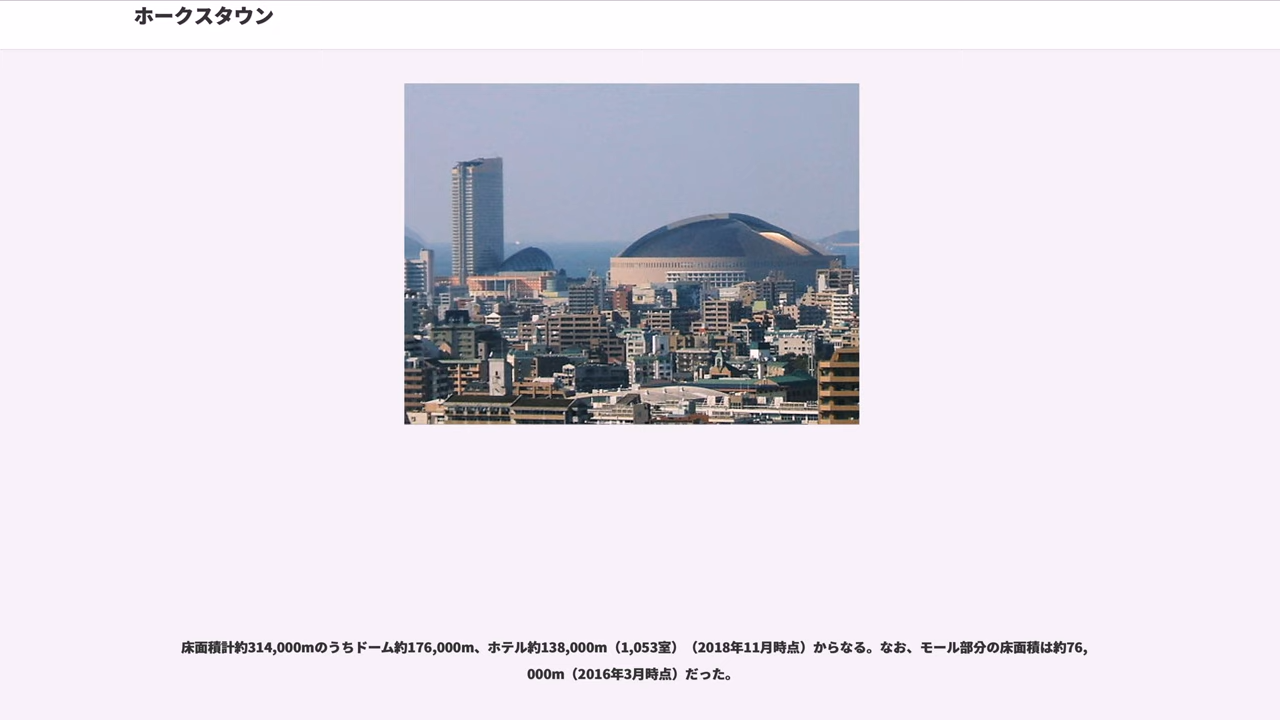 ホークスタウン
床面積計約314,000mのうちドーム約176,000m、ホテル約138,000m（1,053室）（2018年11月時点）からなる。なお、モール部分の床面積は約76,
000m（2016年3月時点）だった。